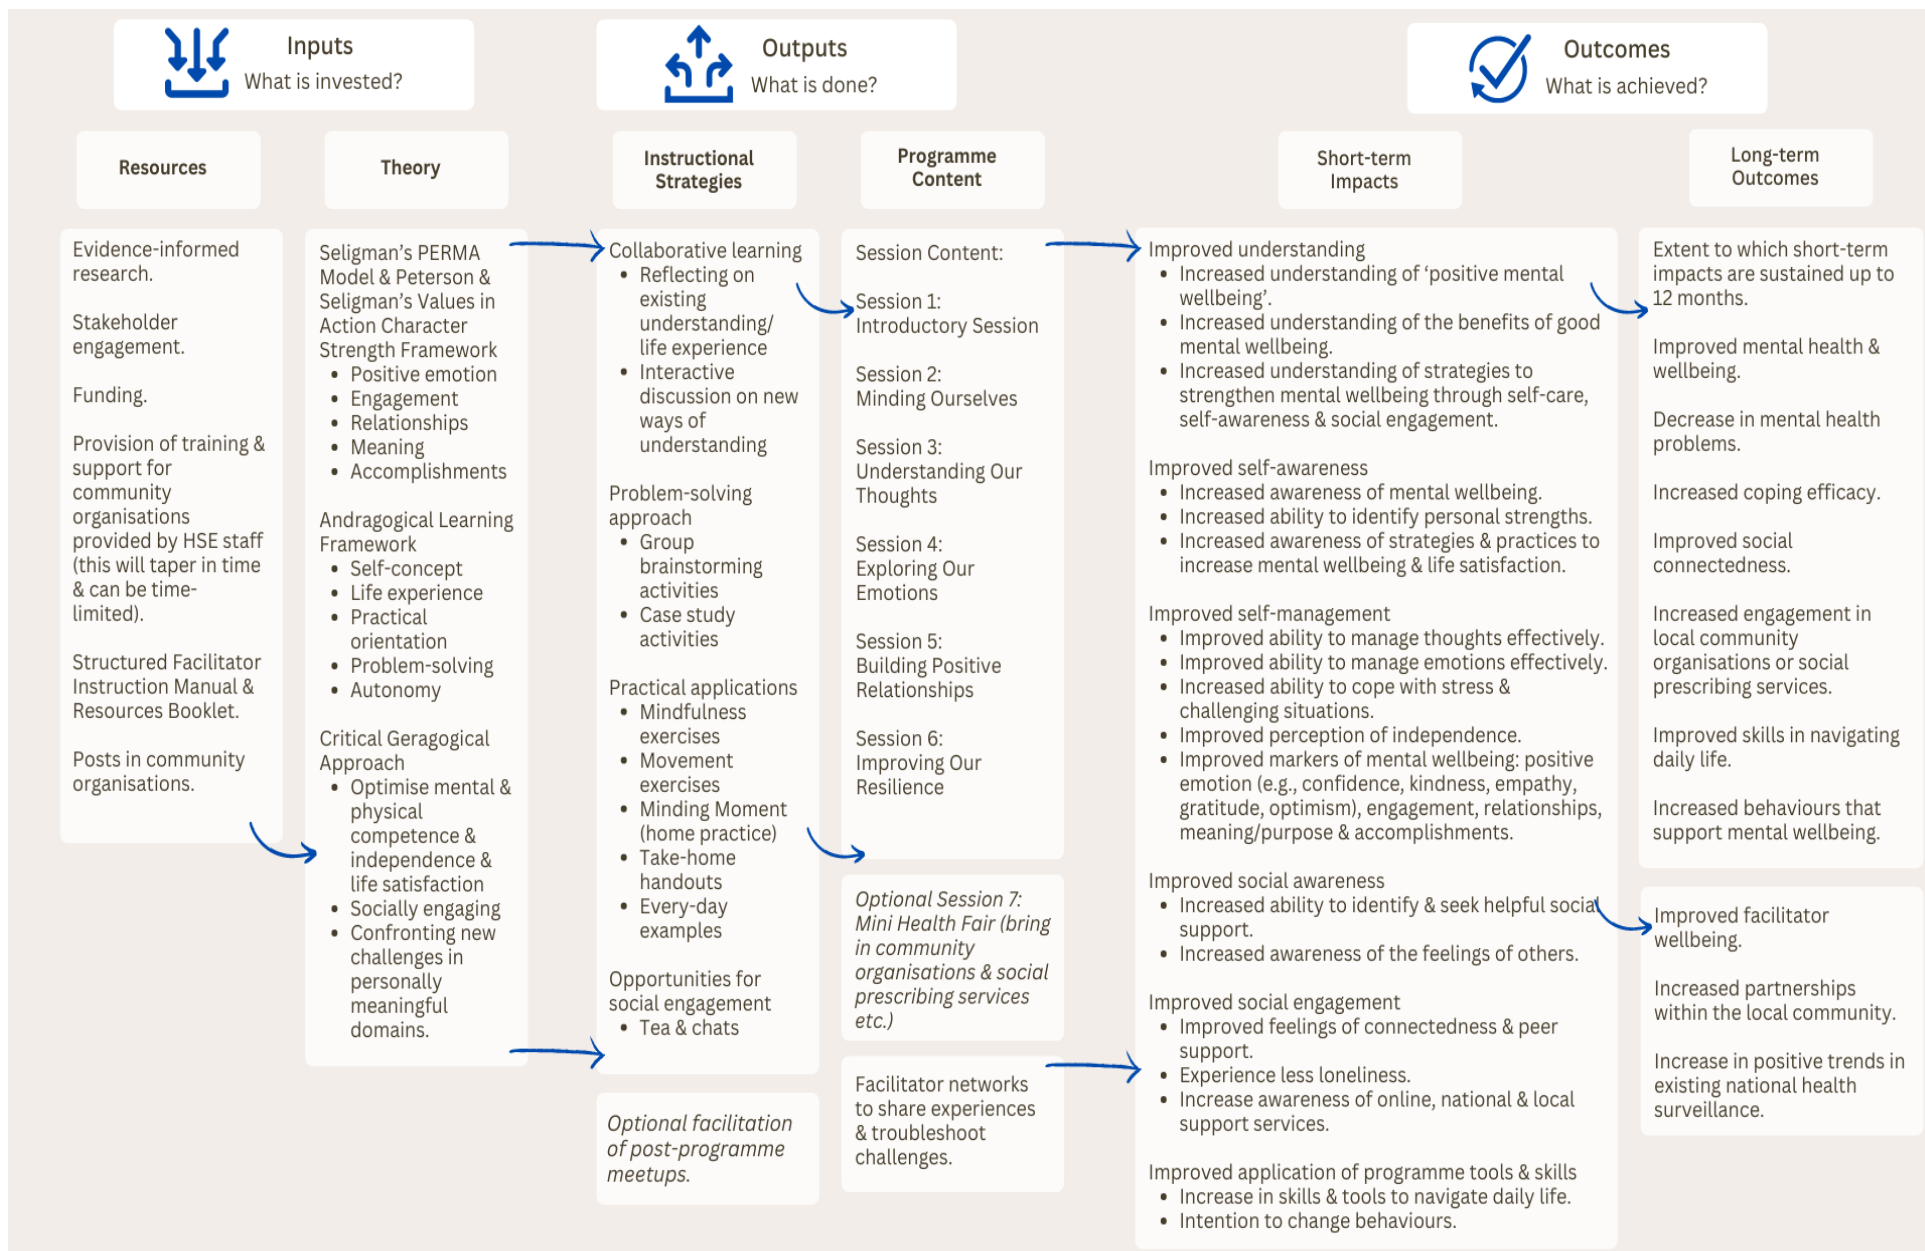 Inputs
What is invested?
Outputs
What is done?
Outcomes
What is achieved?
Resources
Theory
Instructional
Strategies
Programme
Content
Short-term
Impacts
Long-term
Outcomes
Evidence-informed
research.
Stakeholder
engagement.
Funding.
Provision of training &
support for
community
organisations
provided by HSE staff
(this will taper in time
& can be time-
limited).
Structured Facilitator
Instruction Manual &
Resources Booklet.
Posts in community
organisations.
Seligman's PERMA
Model & Peterson &
Seligman's Values in
Action Character
Strength Framework
• Positive emotion
• Engagement
• Relationships
• Meaning
• Accomplishments
Andragogical Learning
Framework
• Self-concept
• Life experience
• Practical
orientation
• Problem-solving
• Autonomy
Critical Geragogical
Approach
• Optimise mental &
physical
competence &
independence &
life satisfaction
• Socially engaging
• Confronting new
challenges in
personally
meaningful
domains.
Collaborative learning
• Reflecting on
existing
understanding/
life experience
• Interactive
discussion on new
ways of
understanding
Problem-solving
approach
• Group
brainstorming
activities
• Case study
activities
Practical applications
• Mindfulness
exercises
• Movement
exercises
• Minding Moment
(home practice)
• Take-home
handouts
• Every-day
examples
Opportunities for
social engagement
• Tea & chats
Optional facilitation
of post-programme
meetups.
Session Content:
Session 1:
Introductory Session
Session 2:
Minding Ourselves
Session 3:
Understanding Our
Thoughts
Session 4:
Exploring Our
Emotions
Session 5:
Building Positive
Relationships
Session 6:
Improving Our
Resilience
Optional Session 7:
Mini Health Fair (bring
in community
organisations & social
prescribing services
etc.)
Facilitator networks
to share experiences
& troubleshoot
challenges.
Improved understanding
• Increased understanding of 'positive mental
wellbeing'.
• Increased understanding of the benefits of good
mental wellbeing.
• Increased understanding of strategies to
strengthen mental wellbeing through self-care,
self-awareness & social engagement.
Improved self-awareness
• Increased awareness of mental wellbeing.
• Increased ability to identify personal strengths.
• Increased awareness of strategies & practices to
increase mental wellbeing & life satisfaction.
Improved self-management
• Improved ability to manage thoughts effectively.
• Improved ability to manage emotions effectively.
• Increased ability to cope with stress &
challenging situations.
• Improved perception of independence.
• Improved markers of mental wellbeing: positive
emotion (e.g., confidence, kindness, empathy,
gratitude, optimism), engagement, relationships,
meaning/purpose & accomplishments.
Improved social awareness
• Increased ability to identify & seek helpful social
support.
• Increased awareness of the feelings of others.
Improved social engagement
• Improved feelings of connectedness & peer
support.
• Experience less loneliness.
• Increase awareness of online, national & local
support services.
Improved application of programme tools & skills
• Increase in skills & tools to navigate daily life.
• Intention to change behaviours.
Extent to which short-term
impacts are sustained up to
12 months.
Improved mental health &
wellbeing.
Decrease in mental health
problems.
Increased coping efficacy.
Improved social
connectedness.
Increased engagement in
local community
organisations or social
prescribing services.
Improved skills in navigating
daily life.
Increased behaviours that
support mental wellbeing.
Improved facilitator
wellbeing.
Increased partnerships
within the local community.
Increase in positive trends in
existing national health
surveillance.